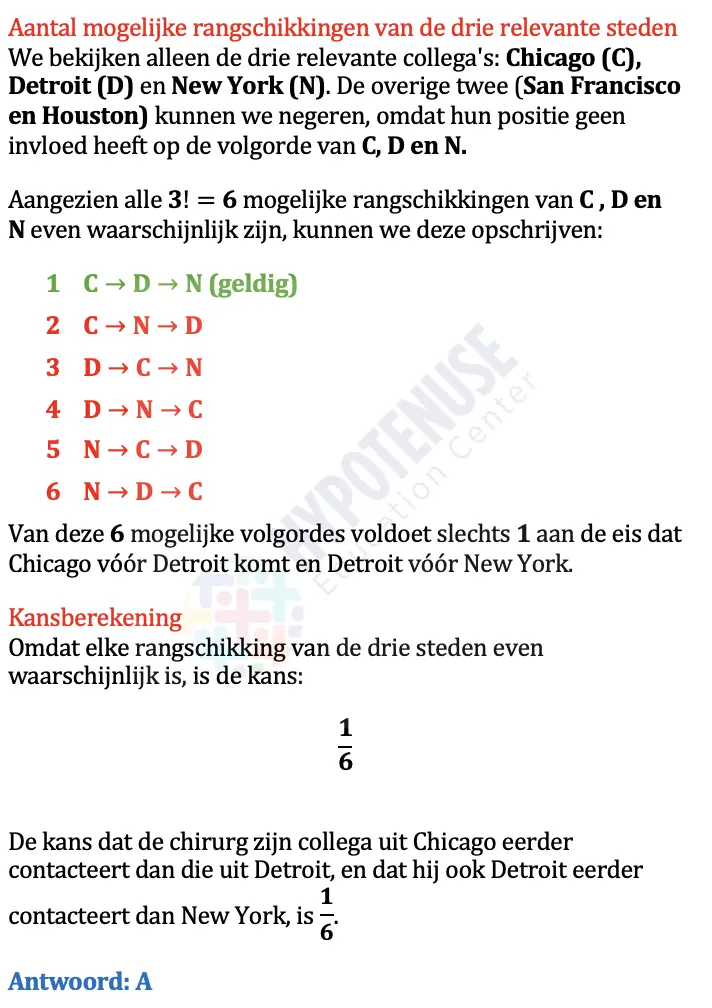 Aantal mogelijke rangschikkingen van de drie relevante steden
We bekijken alleen de drie relevante collega's: Chicago (C),
Detroit (D) en New York (N). De overige twee (San Francisco
en Houston) kunnen we negeren, omdat hun positie geen
invloed heeft op de volgorde van C, D en N.
Aangezien alle 3! = 6 mogelijke rangschikkingen van C , D en
N even waarschijnlijk zijn, kunnen we deze opschrijven:
1 C → D → N (geldig)
2 C → N → D
3 D → C → N
4 D → N → C
5 N → C → D
6 N → D → C
Van deze 6 mogelijke volgordes voldoet slechts 1 aan de eis dat
Chicago vóór Detroit komt en Detroit vóór New York.
Kansberekening
Omdat elke rangschikking van de drie steden even
waarschijnlijk is, is de kans:
1
6
De kans dat de chirurg zijn collega uit Chicago eerder
contacteert dan die uit Detroit, en dat hij ook Detroit eerder
contacteert dan New York, is 1/6.
Antwoord: A
HYPOTENUSE
Education Center